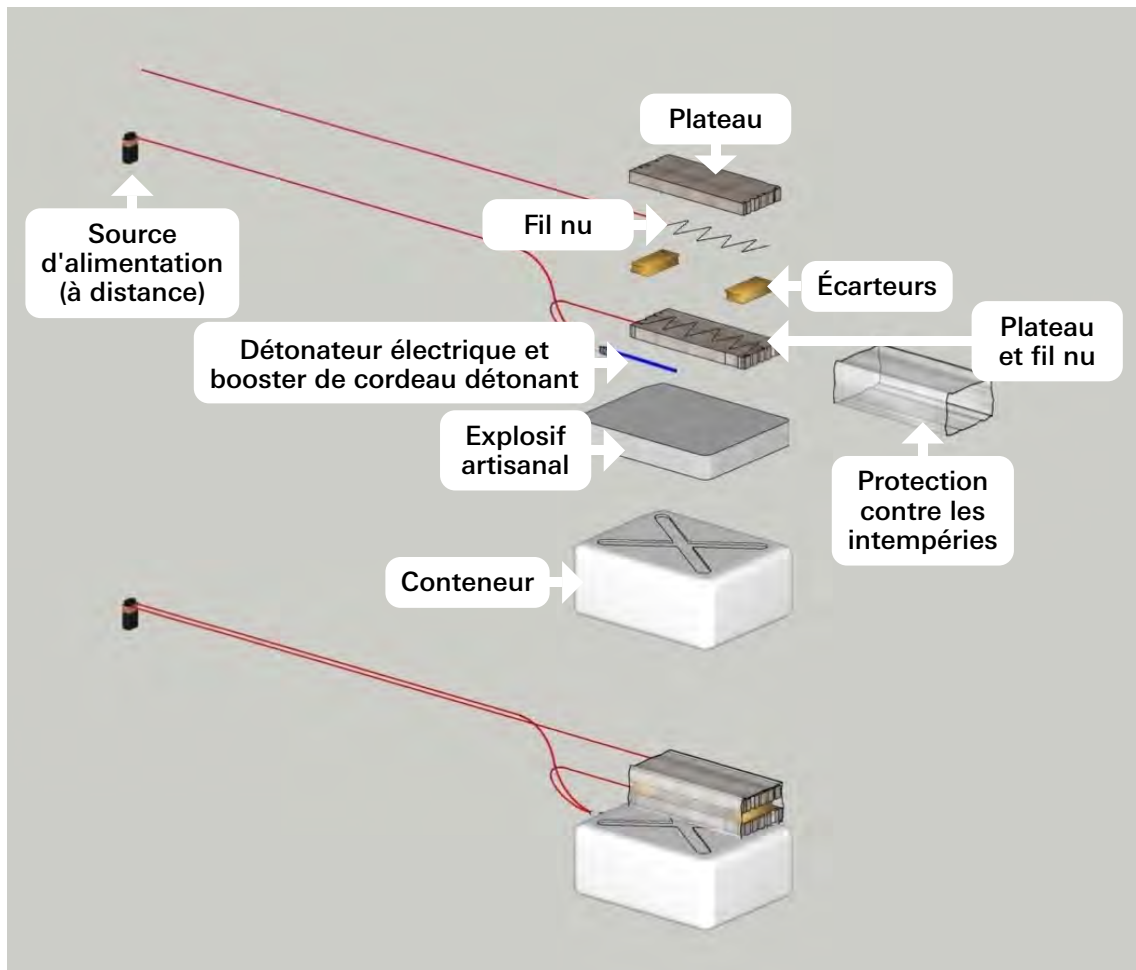 Plateau
Fil nu
Source
d'alimentation
(à distance)
Écarteurs
Plateau
et fil nu
Détonateur électrique et
booster de cordeau détonant
Explosif
artisanal
Protection
contre les
intempéries
Conteneur